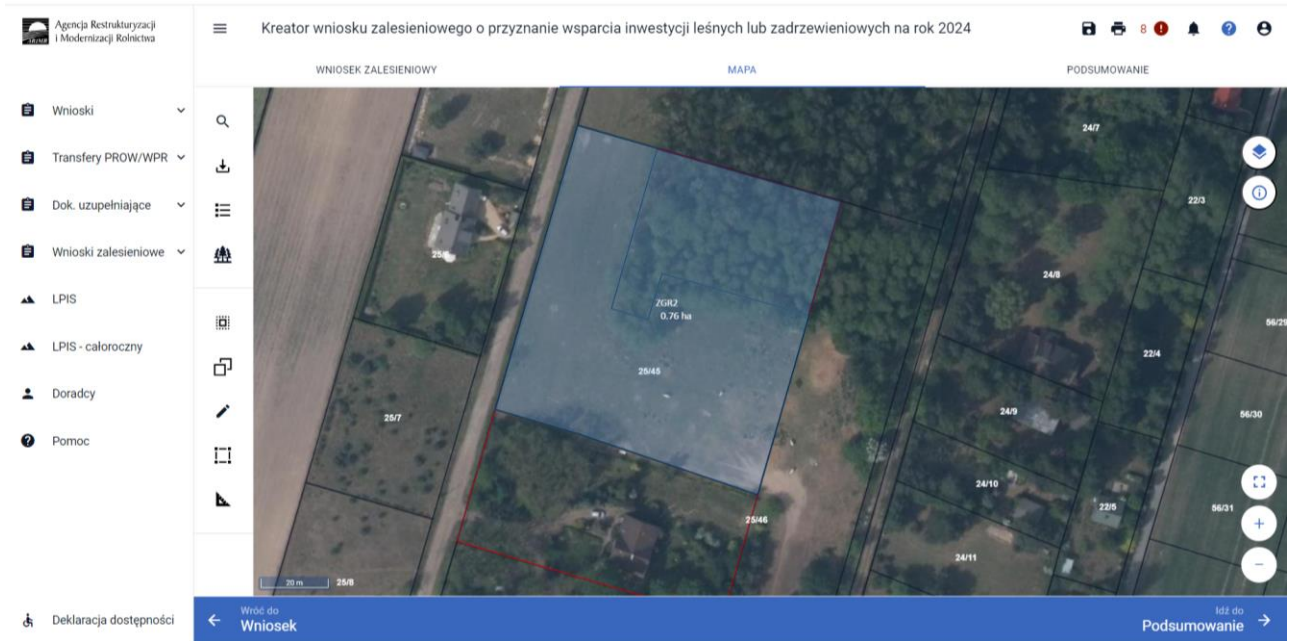 Agencja Restrukturyzacji
i Modernizacji Rolnictwa
ARiMR
Kreator wniosku zalesieniowego o przyznanie wsparcia inwestycji leśnych lub zadrzewieniowych na rok 2024
8
WNIOSEK ZALESIENIOWY
MAPA
PODSUMOWANIE
Wnioski
Transfery PROW/WPR
Dok. uzupełniające
Wnioski zalesieniowe
LPIS
LPIS - całoroczny
Doradcy
Pomoc
24/7
22/3
24/8
56/29
ZGR2
0.76 ha
22/4
25/45
24/9
56/30
25/7
24/10
22/5
56/31
25/46
24/11
20 m
25/8
Deklaracja dostępności
Wróć do
Wniosek
Idź do
Podsumowanie